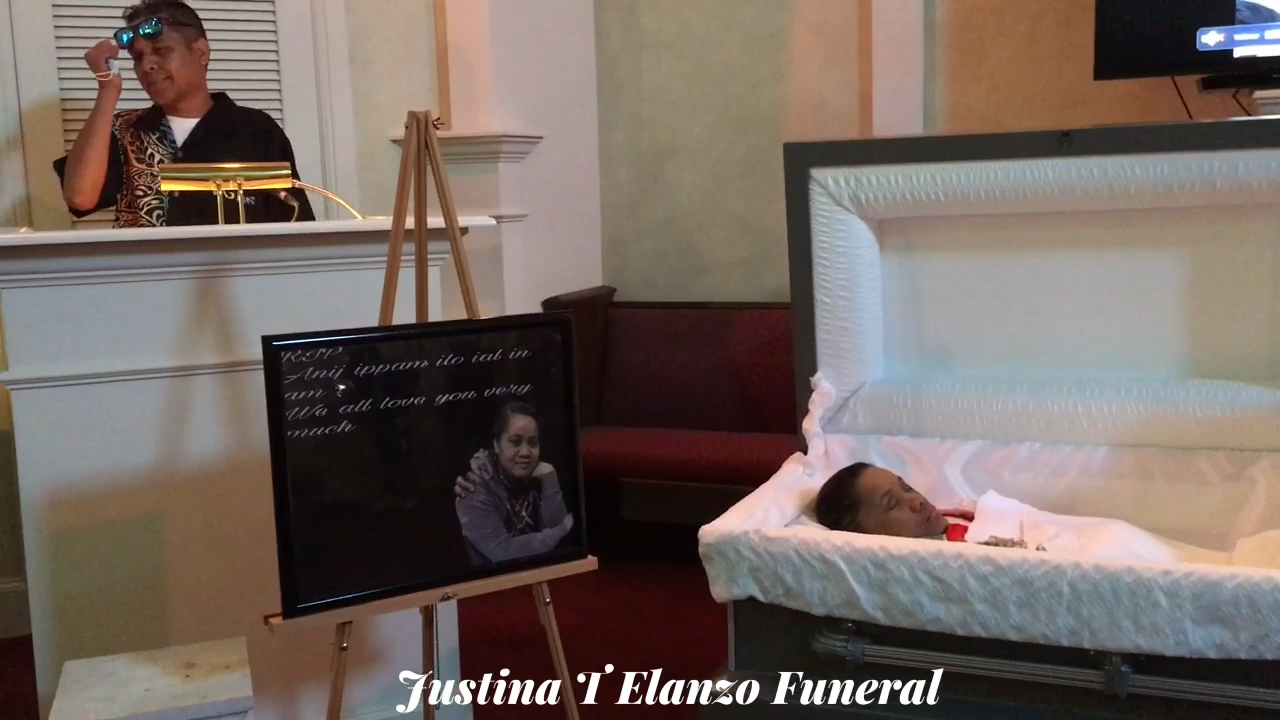 RIP
Anij ippam ilo ial in
am
We all love you very
much
Justina T Elanzo Funeral